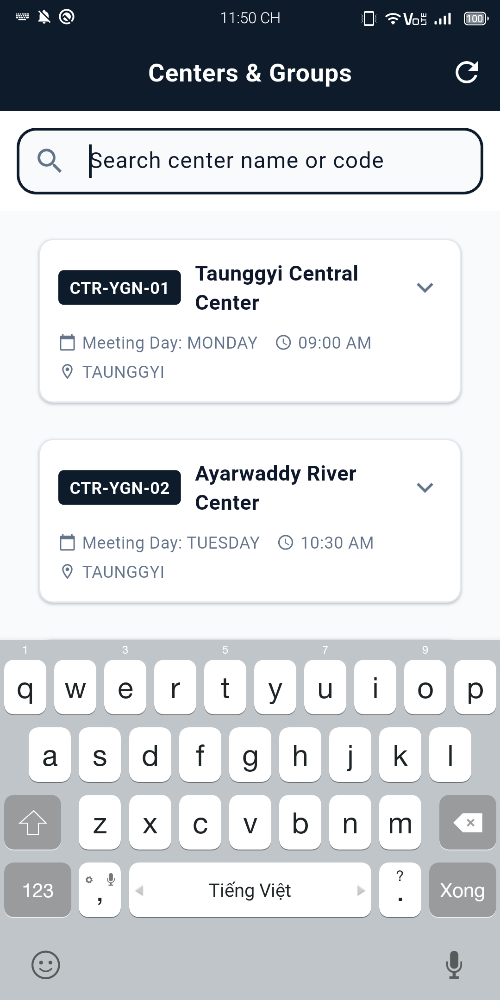 11:50 CH
VoLTE
100
Centers & Groups
Search center name or code
CTR-YGN-01
Taunggyi Central
Center
Meeting Day: MONDAY 09:00 AM
TAUNGGYI
CTR-YGN-02
Ayarwaddy River
Center
Meeting Day: TUESDAY 10:30 AM
TAUNGGYI
1 3 5 7 9
q w e r t y u i o p
a s d f g h j k l
z x c v b n m
123 , Tiếng Việt ? . Xong